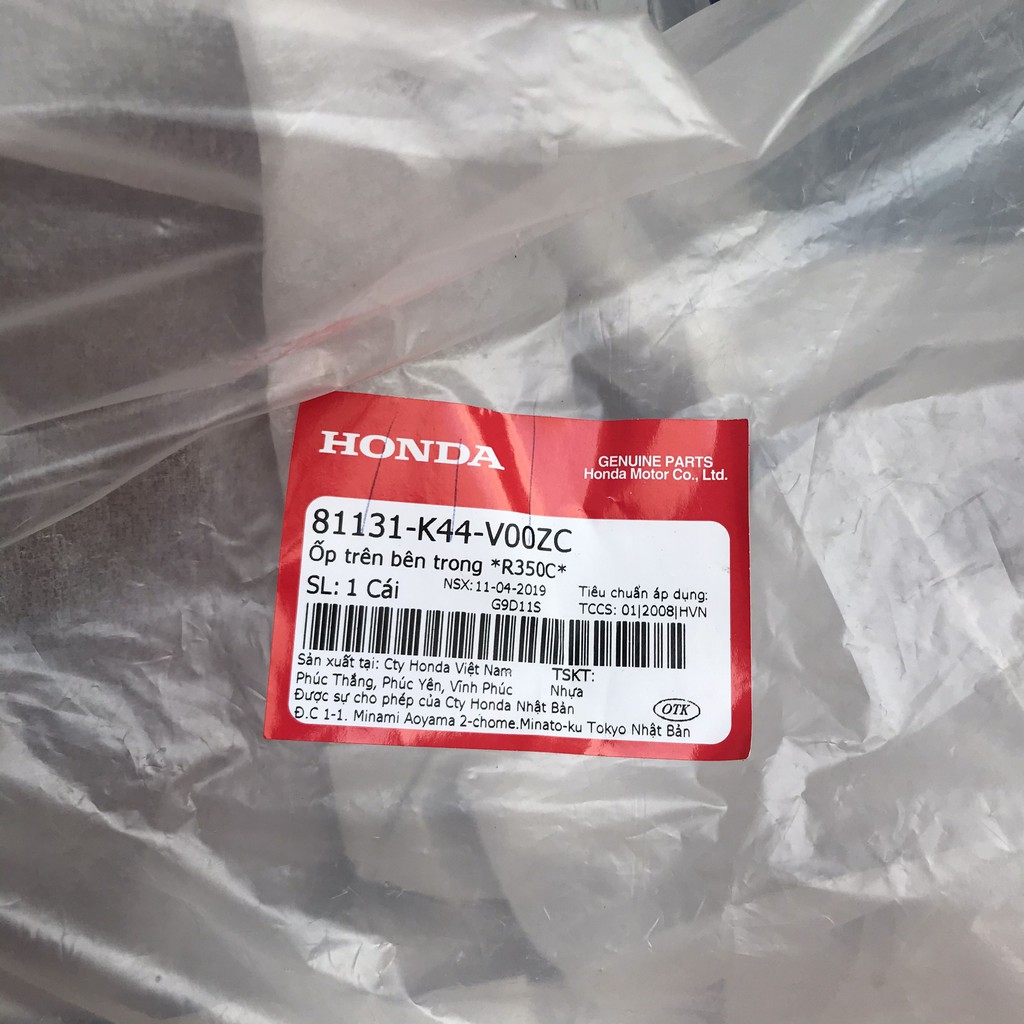 HONDA
GENUINE PARTS
Honda Motor Co., Ltd.
81131-K44-V00ZC
Ốp trên bên trong *R350C*
SL: 1 Cái
NSX: 11-04-2019
G9D11S
Tiêu chuẩn áp dụng:
TCCS: 01|2008|HVN
Sản xuất tại: Cty Honda Việt Nam
Phúc Thắng, Phúc Yên, Vĩnh Phúc
TSKT:
Nhựa
Được sự cho phép của Cty Honda Nhật Bản
Đ.C 1-1. Minami Aoyama 2-chome.Minato-ku Tokyo Nhật Bản
OTK